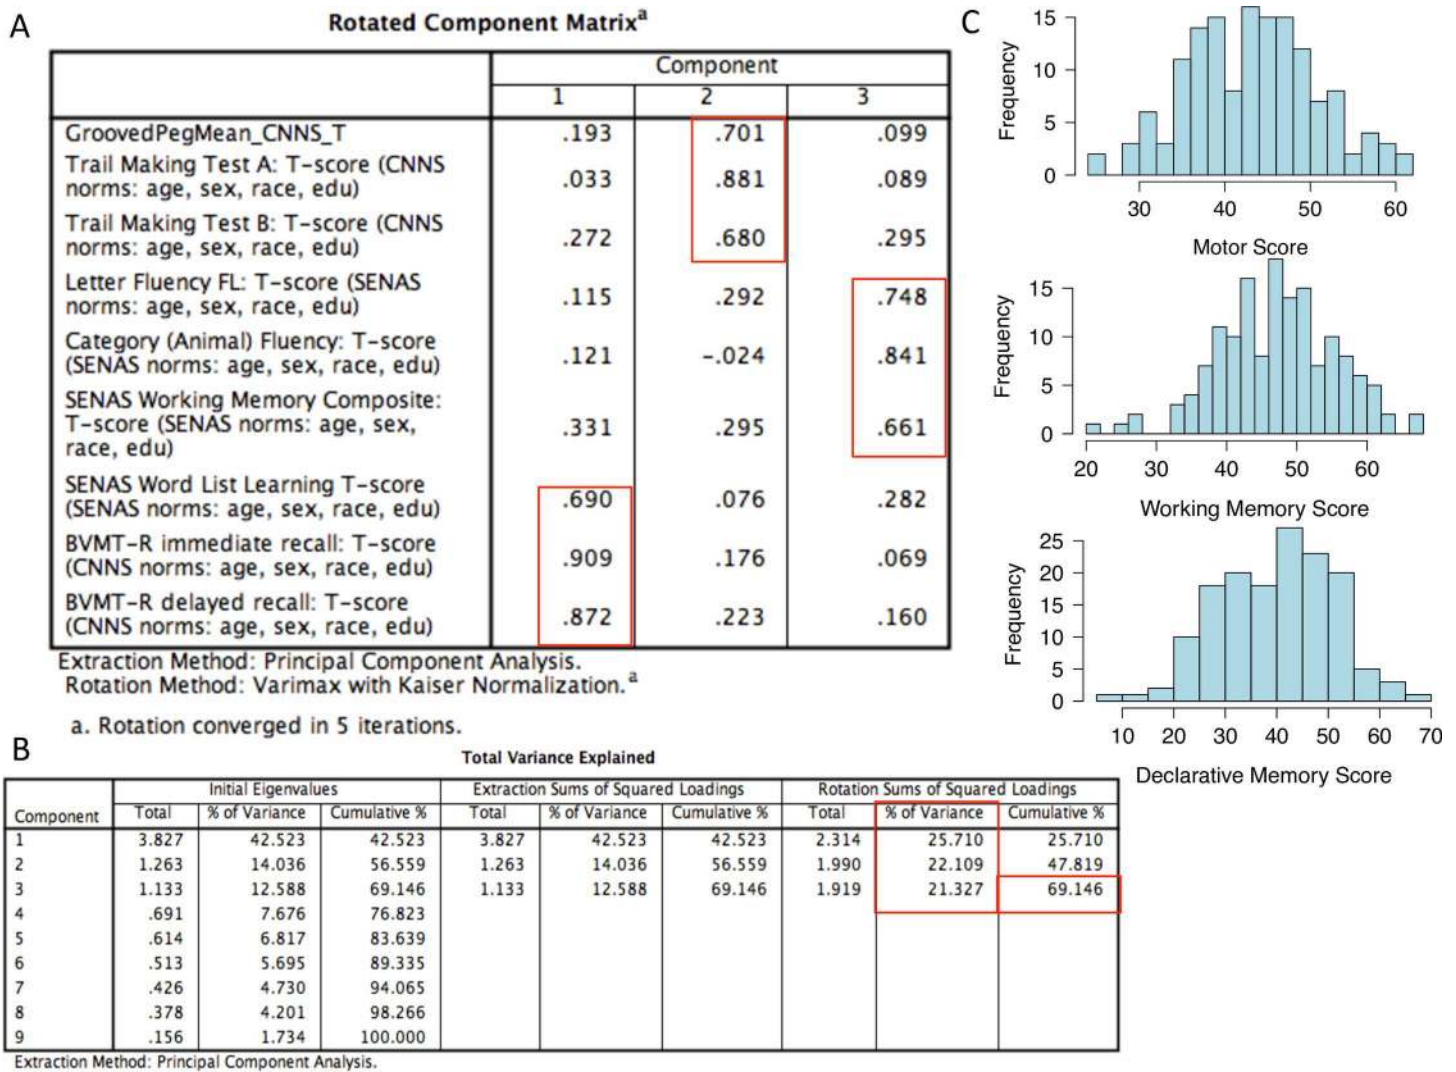 A
Rotated Component Matrixa
Component
1 2 3
GroovedPegMean_CNNS_T .193 .701 .099
Trail Making Test A: T-score (CNNS
norms: age, sex, race, edu) .033 .881 .089
Trail Making Test B: T-score (CNNS
norms: age, sex, race, edu) .272 .680 .295
Letter Fluency FL: T-score (SENAS
norms: age, sex, race, edu) .115 .292 .748
Category (Animal) Fluency: T-score
(SENAS norms: age, sex, race, edu) .121 -.024 .841
SENAS Working Memory Composite:
T-score (SENAS norms: age, sex, .331 .295 .661
race, edu)
SENAS Word List Learning T-score
(SENAS norms: age, sex, race, edu) .690 .076 .282
BVMT-R immediate recall: T-score
(CNNS norms: age, sex, race, edu) .909 .176 .069
BVMT-R delayed recall: T-score
(CNNS norms: age, sex, race, edu) .872 .223 .160
Extraction Method: Principal Component Analysis.
Rotation Method: Varimax with Kaiser Normalization.a
a. Rotation converged in 5 iterations.
B
Total Variance Explained
Initial Eigenvalues Extraction Sums of Squared Loadings Rotation Sums of Squared Loadings
Component Total % of Variance Cumulative % Total % of Variance Cumulative % Total % of Variance Cumulative %
1 3.827 42.523 42.523 3.827 42.523 42.523 2.314 25.710 25.710
2 1.263 14.036 56.559 1.263 14.036 56.559 1.990 22.109 47.819
3 1.133 12.588 69.146 1.133 12.588 69.146 1.919 21.327 69.146
4 .691 7.676 76.823
5 .614 6.817 83.639
6 .513 5.695 89.335
7 .426 4.730 94.065
8 .378 4.201 98.266
9 .156 1.734 100.000
Extraction Method: Principal Component Analysis.
C
Frequency
15
10
5
0
30 40 50 60
Motor Score
Frequency
15
10
5
0
20 30 40 50 60
Working Memory Score
Frequency
25
20
15
10
5
0
10 20 30 40 50 60 70
Declarative Memory Score